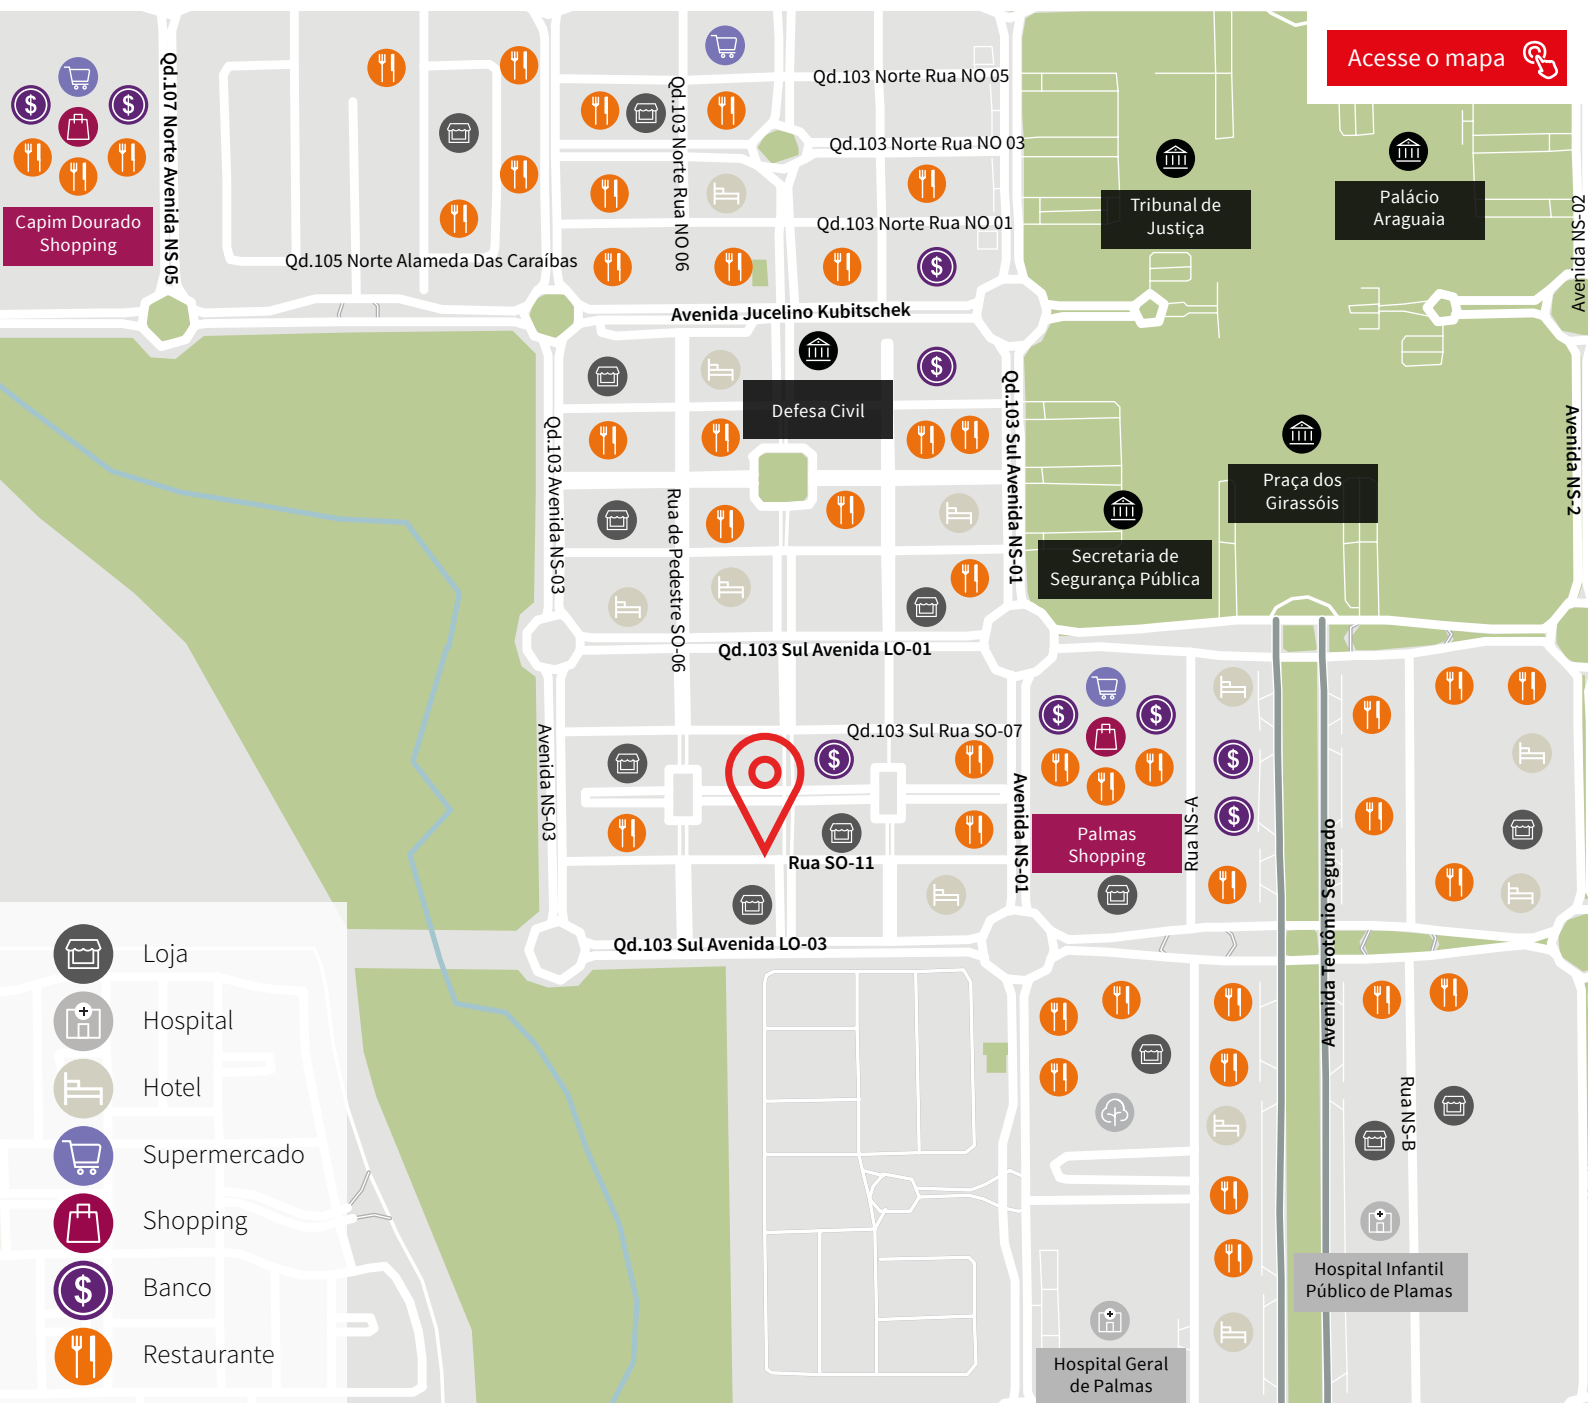 Acesse o mapa
Qd.107 Norte Avenida NS 05
Qd.103 Norte Rua NO 05
Qd.103 Norte Rua NO 06
Qd.103 Norte Rua NO 03
Qd.103 Norte Rua NO 01
Tribunal de
Justiça
Palácio
Araguaia
Avenida NS-02
Capim Dourado
Shopping
Qd.105 Norte Alameda Das Caraíbas
Avenida Jucelino Kubitschek
Defesa Civil
Qd.103 Sul Avenida NS-01
Avenida NS-2
Qd.103 Avenida NS-03
Praça dos
Girassóis
Rua de Pedestre SO-06
Secretaria de
Segurança Pública
Qd.103 Sul Avenida LO-01
Qd.103 Sul Rua SO-07
Avenida NS-03
Avenida NS-01
Rua NS-A
Palmas
Shopping
Avenida Teotônio Segurado
Rua SO-11
Qd.103 Sul Avenida LO-03
Rua NS-B
Hospital Infantil
Público de Plamas
Hospital Geral
de Palmas
Loja
Hospital
Hotel
Supermercado
Shopping
Banco
Restaurante